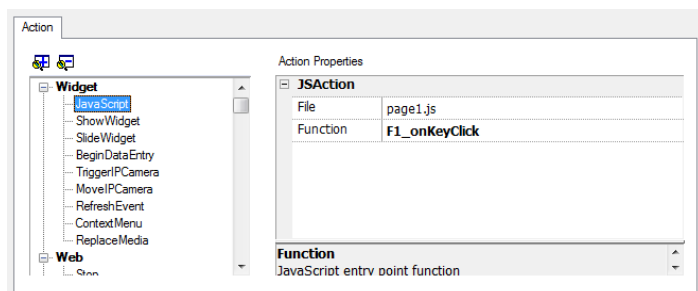 Action
Action Properties
Widget
JavaScript
ShowWidget
SlideWidget
BeginDataEntry
TriggerIPCamera
MoveIPCamera
RefreshEvent
ContextMenu
ReplaceMedia
Web
Stop
JSAction
File page1.js
Function F1_onKeyClick
Function
JavaScript entry point function